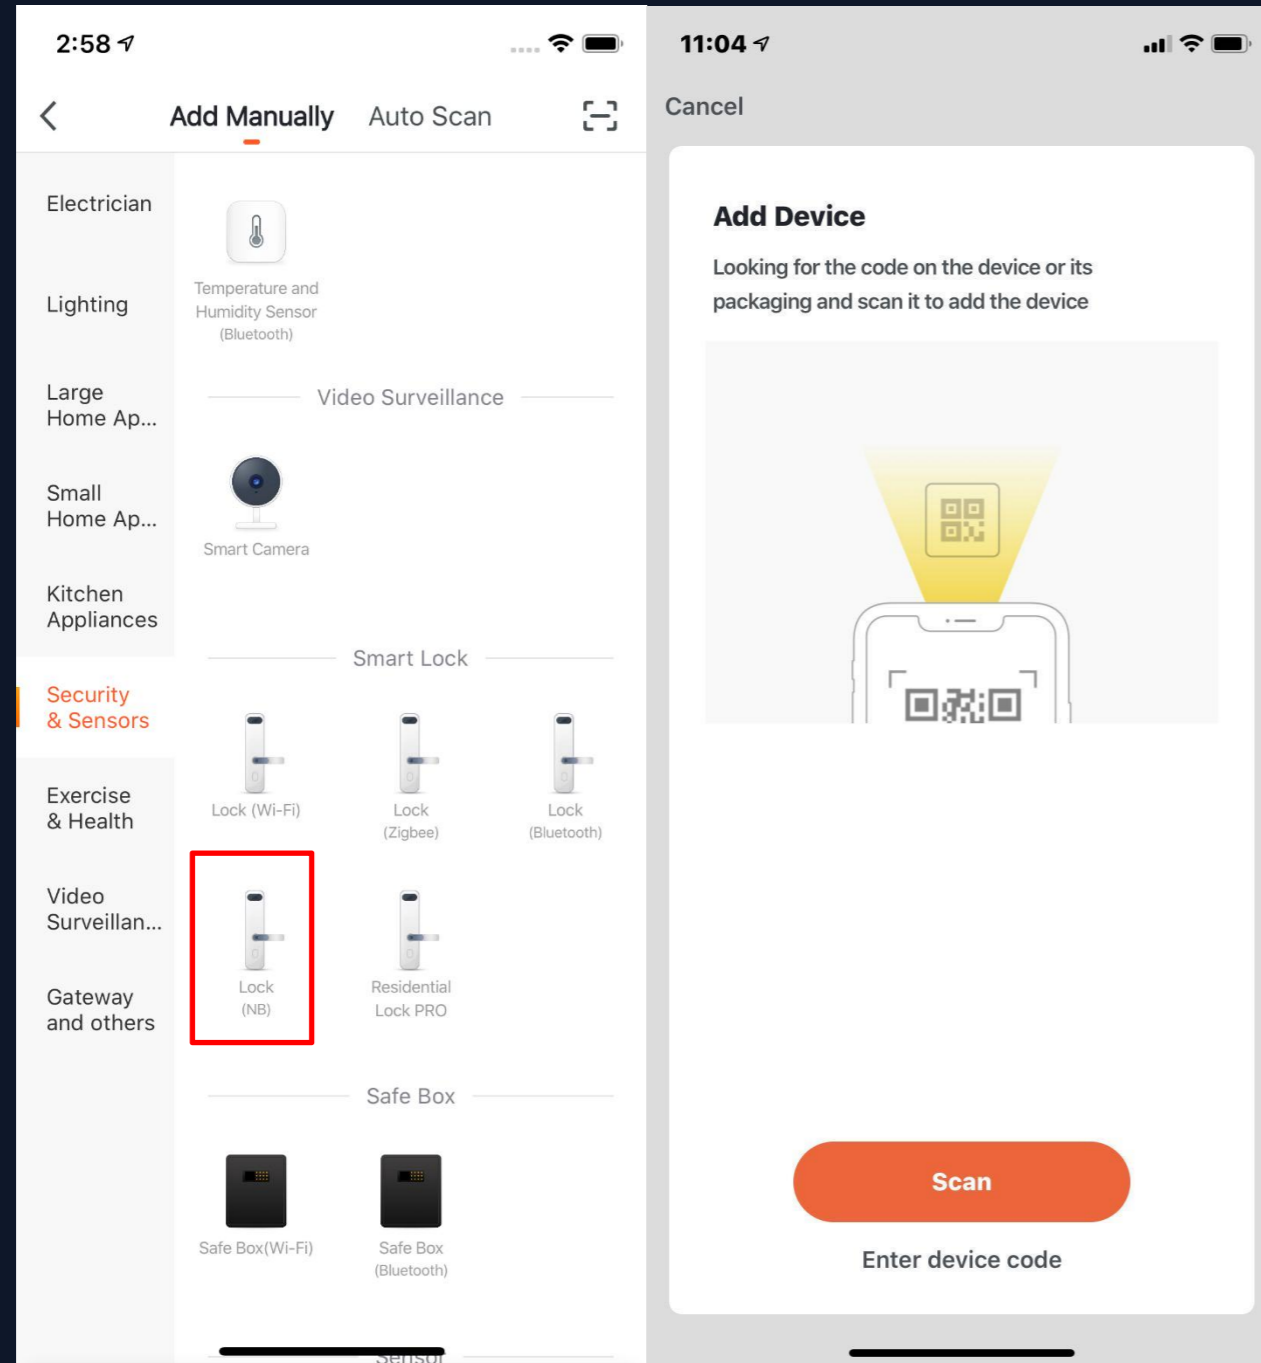 2:58
Add Manually Auto Scan
Electrician
Lighting
Large
Home Ap...
Small
Home Ap...
Kitchen
Appliances
Security
& Sensors
Exercise
& Health
Video
Surveillan...
Gateway
and others
Temperature and
Humidity Sensor
(Bluetooth)
Video Surveillance
Smart Camera
Smart Lock
Lock (Wi-Fi)
Lock
(Zigbee)
Lock
(Bluetooth)
Lock
(NB)
Residential
Lock PRO
Safe Box
Safe Box(Wi-Fi)
Safe Box
(Bluetooth)
Sensor
11:04
Cancel
Add Device
Looking for the code on the device or its
packaging and scan it to add the device
Scan
Enter device code